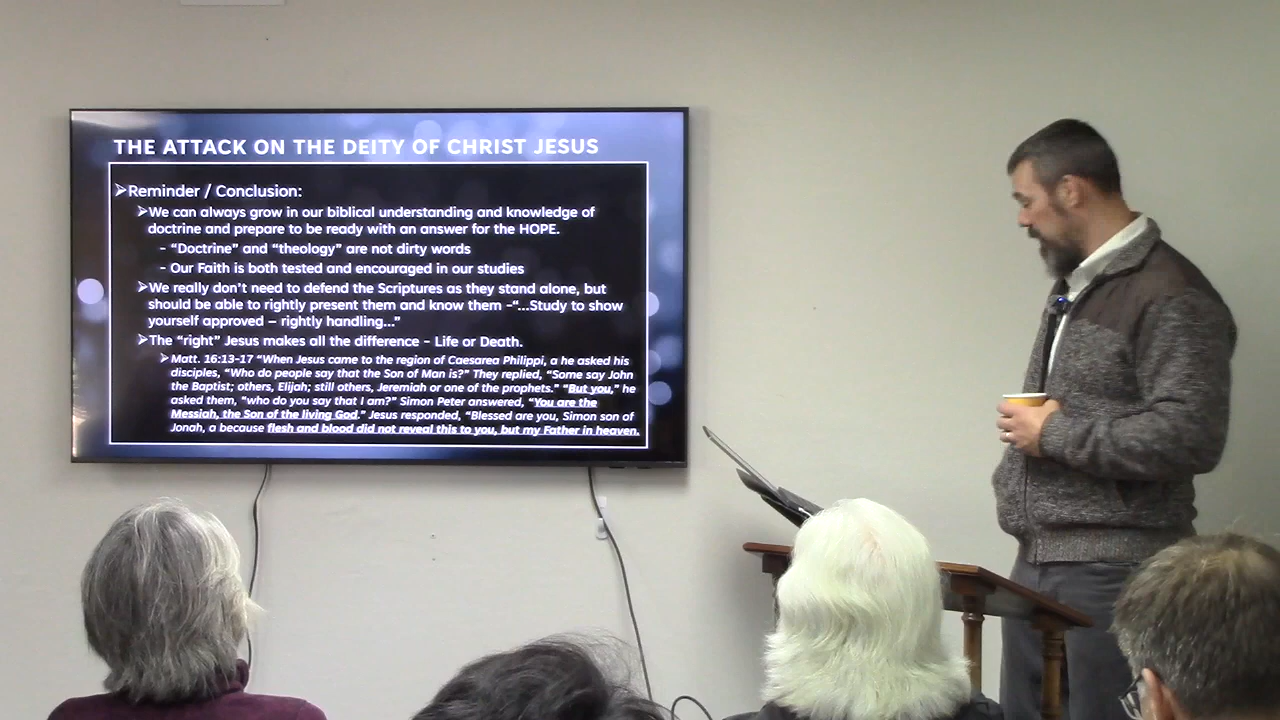 THE ATTACK ON THE DEITY OF CHRIST JESUS
➢Reminder / Conclusion:
➢We can always grow in our biblical understanding and knowledge of
doctrine and prepare to be ready with an answer for the HOPE.
- “Doctrine” and “theology” are not dirty words
- Our Faith is both tested and encouraged in our studies
➢We really don’t need to defend the Scriptures as they stand alone, but
should be able to rightly present them and know them -“...Study to show
yourself approved – rightly handling...”
➢The “right” Jesus makes all the difference - Life or Death.
➢Matt. 16:13-17 “When Jesus came to the region of Caesarea Philippi, a he asked his
disciples, “Who do people say that the Son of Man is?” They replied, “Some say John
the Baptist; others, Elijah; still others, Jeremiah or one of the prophets.” “But you,” he
asked them, “who do you say that I am?” Simon Peter answered, “You are the
Messiah, the Son of the living God.” Jesus responded, “Blessed are you, Simon son of
Jonah, a because flesh and blood did not reveal this to you, but my Father in heaven.